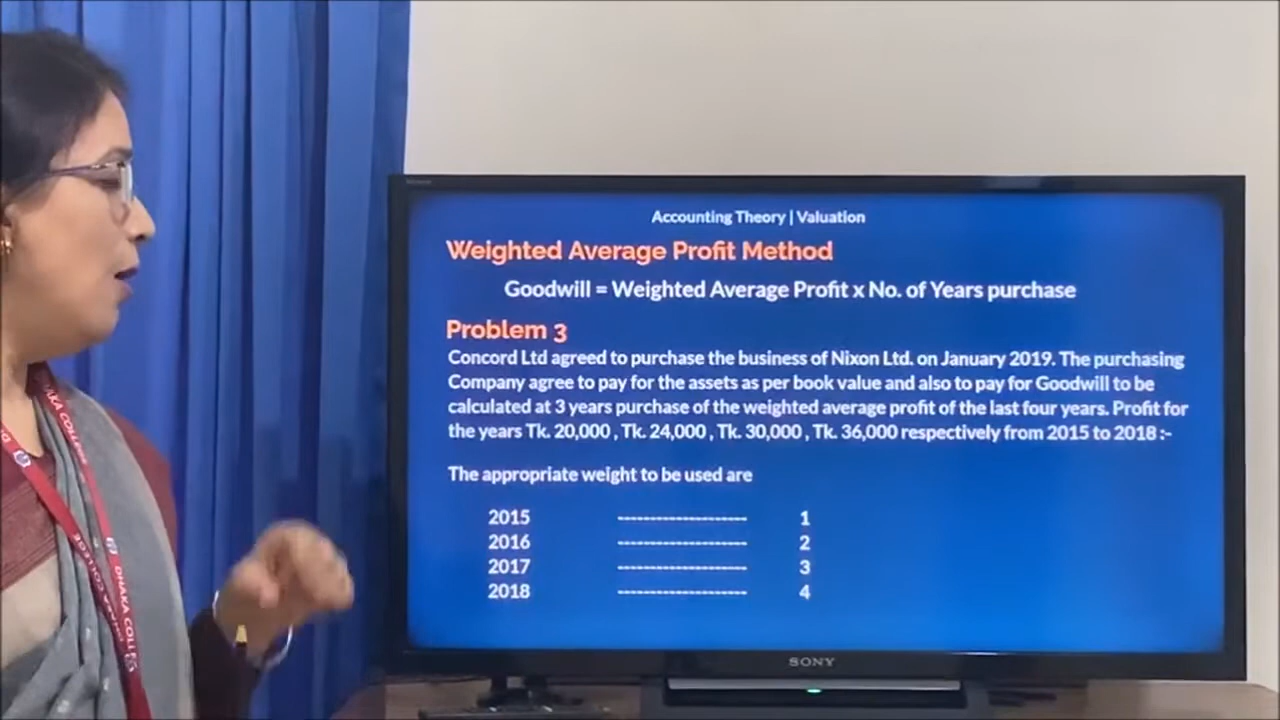 Accounting Theory | Valuation
Weighted Average Profit Method
Goodwill = Weighted Average Profit x No. of Years purchase
Problem 3
Concord Ltd agreed to purchase the business of Nixon Ltd. on January 2019. The purchasing
Company agree to pay for the assets as per book value and also to pay for Goodwill to be
calculated at 3 years purchase of the weighted average profit of the last four years. Profit for
the years Tk. 20,000 , Tk. 24,000 , Tk. 30,000 , Tk. 36,000 respectively from 2015 to 2018 :-
The appropriate weight to be used are
2015 -------------------- 1
2016 -------------------- 2
2017 -------------------- 3
2018 -------------------- 4
SONY
DHAKA COLL